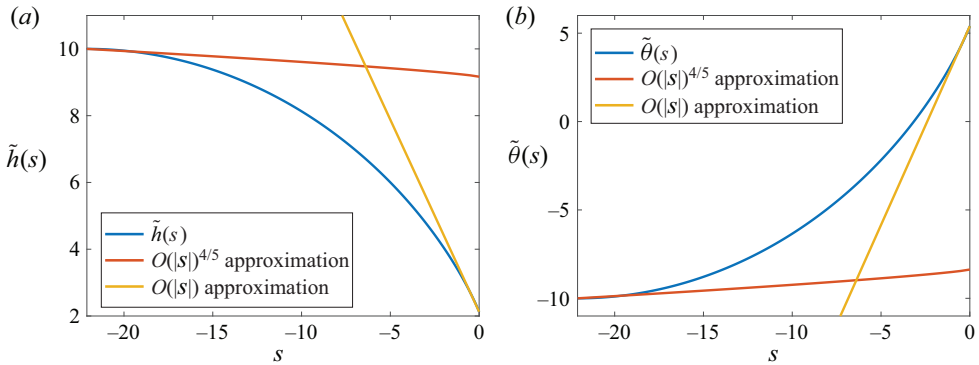 (a)
10
8
6
4
2
h̃(s)
h̃(s)
O(|s|)^{4/5} approximation
O(|s|) approximation
−20
−15
−10
−5
0
s
(b)
5
0
−5
−10
θ̃(s)
θ̃(s)
O(|s|)^{4/5} approximation
O(|s|) approximation
−20
−15
−10
−5
0
s